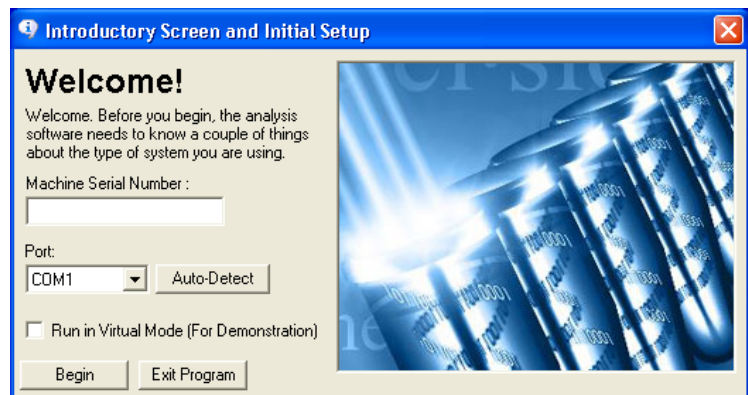 Introductory Screen and Initial Setup
Welcome!
Welcome. Before you begin, the analysis
software needs to know a couple of things
about the type of system you are using.
Machine Serial Number :
Port:
COM1
Auto-Detect
Run in Virtual Mode (For Demonstration)
Begin
Exit Program